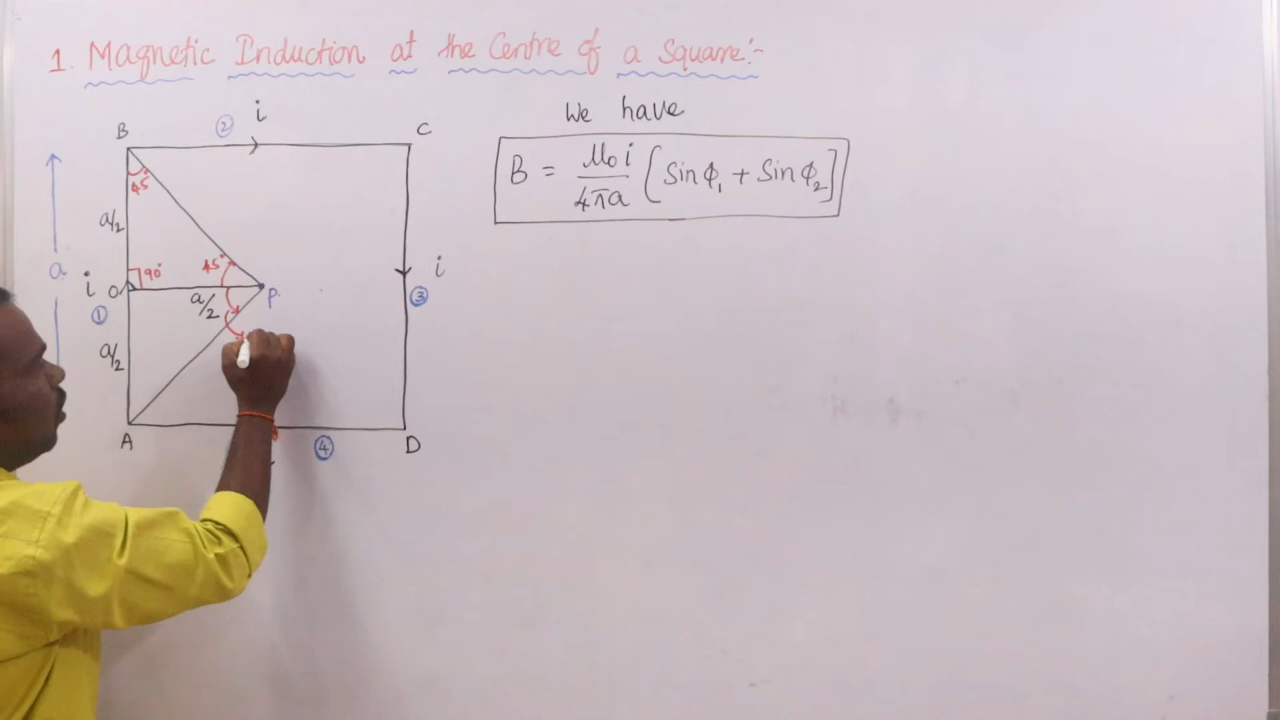 1. Magnetic Induction at the Centre of a Square:-
We have
B = μ₀ i / 4πa [Sin φ₁ + Sin φ₂]
B
②
i
C
45°
a/2
a
i
O
90°
45°
a/2
P
①
i
③
a/2
A
④
D